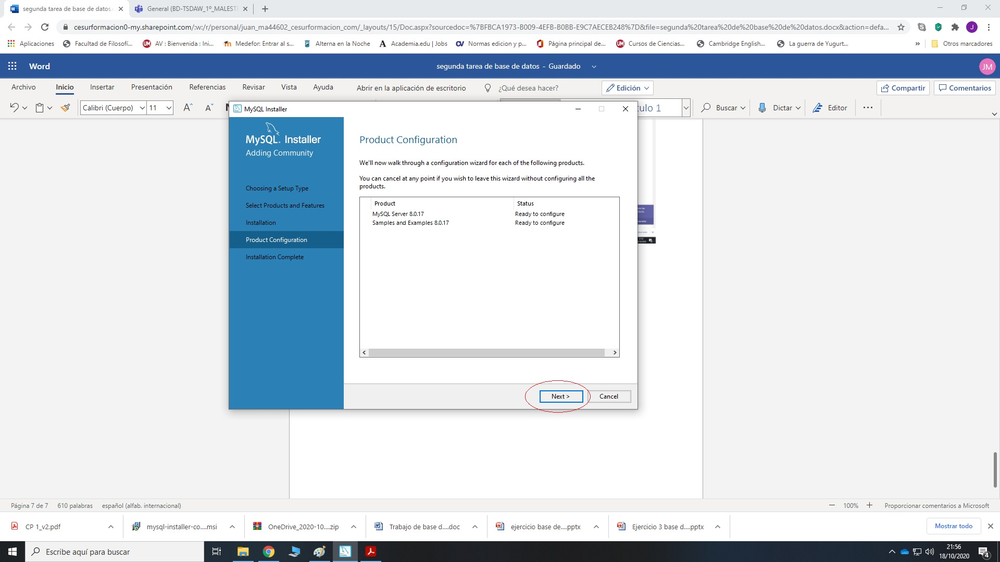 segunda tarea de base de datos.
General (BD-TSDAW_1º_MALESTE
cesurformacion0-my.sharepoint.com/:w:/r/personal/juan_ma44602_cesurformacion_com/_layouts/15/Doc.aspx?sourcedoc=%7BFBCA1973-B009-4EFB-B0BB-E9C7AECEB248%7D&file=segunda%20tarea%20de%20base%20de%20datos.docx&action=defa...
J
Aplicaciones
Facultad de Filosofí...
AV : Bienvenida : Ini...
Medefor: Entrar al s...
Alterna en la Noche
Academia.edu | Jobs
Normas edicion y p...
Página principal de...
Cursos de Ciencias...
Cambridge English...
La guerra de Yugurt...
»
Otros marcadores
Word
segunda tarea de base de datos - Guardado
JM
Archivo
Inicio
Insertar
Presentación
Referencias
Revisar
Vista
Ayuda
Abrir en la aplicación de escritorio
¿Qué desea hacer?
Edición
Compartir
Comentarios
Calibri (Cuerpo)
11
A^
A˅
N
ulo 1
Buscar
Dictar
Editor
MySQL Installer
MySQL. Installer
Adding Community
Choosing a Setup Type
Select Products and Features
Installation
Product Configuration
Installation Complete
Product Configuration
We'll now walk through a configuration wizard for each of the following products.
You can cancel at any point if you wish to leave this wizard without configuring all the
products.
Product Status
MySQL Server 8.0.17 Ready to configure
Samples and Examples 8.0.17 Ready to configure
Next >
Cancel
Página 7 de 7
610 palabras
español (alfab. internacional)
100%
Proporcionar comentarios a Microsoft
CP 1_v2.pdf
mysql-installer-co....msi
OneDrive_2020-10....zip
Trabajo de base d....doc
ejercicio base de....pptx
Ejercicio 3 base d....pptx
Mostrar todo
Escribe aquí para buscar
21:56
18/10/2020
4